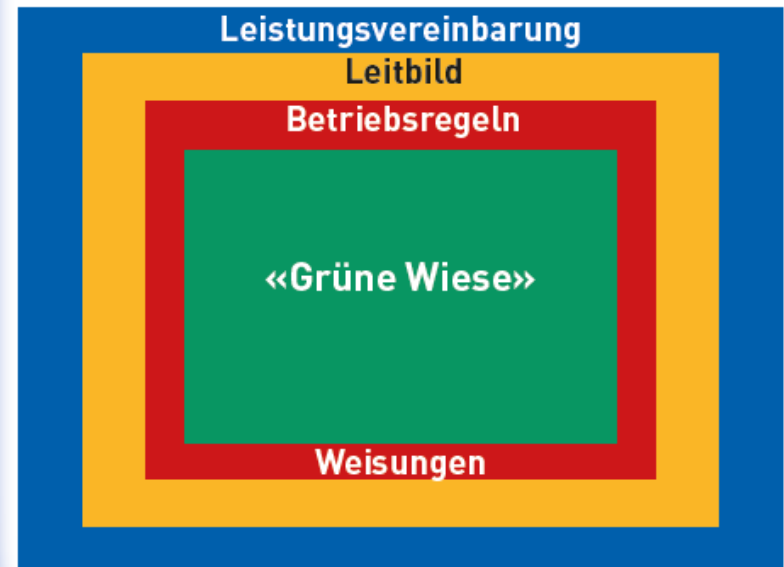 Leistungsvereinbarung
Leitbild
Betriebsregeln
«Grüne Wiese»
Weisungen